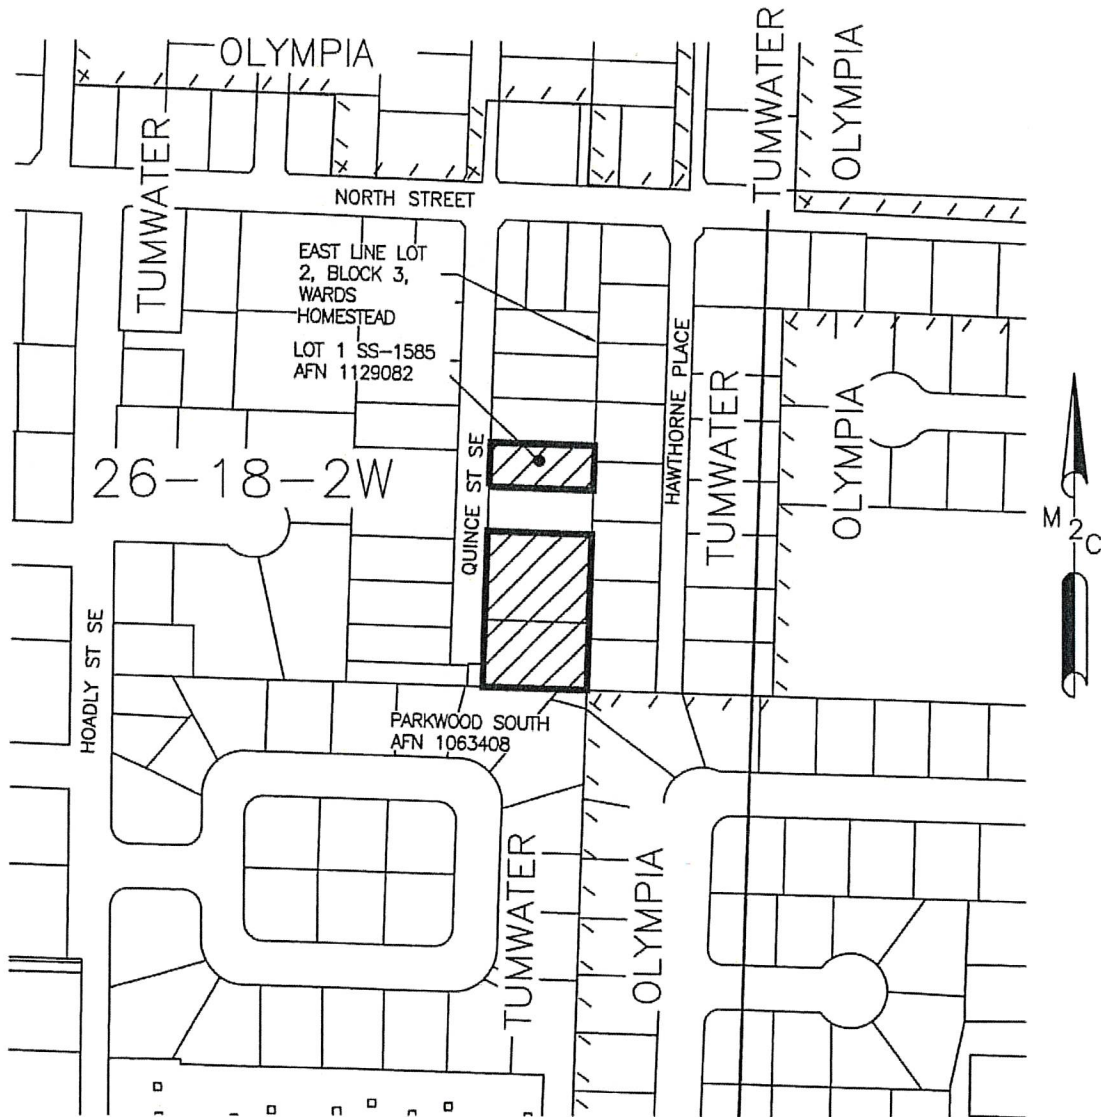 OLYMPIA
TUMWATER
OLYMPIA
TUMWATER
NORTH STREET
EAST LINE LOT
2, BLOCK 3,
WARDS
HOMESTEAD
LOT 1 SS-1585
AFN 1129082
HAWTHORNE PLACE
TUMWATER
OLYMPIA
26-18-2W
QUINCE ST SE
M2C
HOADLY ST SE
PARKWOOD SOUTH
AFN 1063408
TUMWATER
OLYMPIA